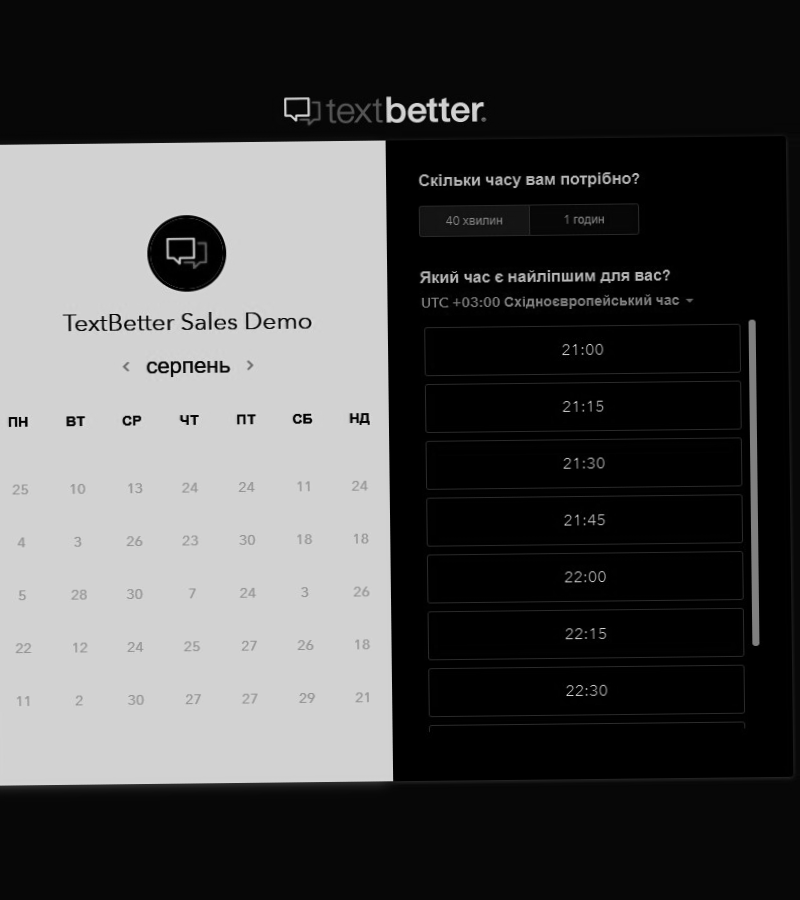 textbetter.
TextBetter Sales Demo
серпень
ПН ВТ СР ЧТ ПТ СБ НД
25 10 13 24 24 11 24
4 3 26 23 30 18 18
5 28 30 7 24 3 26
22 12 24 25 27 26 18
11 2 30 27 27 29 21
Скільки часу вам потрібно?
40 хвилин 1 годин
Який час є найліпшим для вас?
UTC +03:00 Східноєвропейський час
21:00
21:15
21:30
21:45
22:00
22:15
22:30